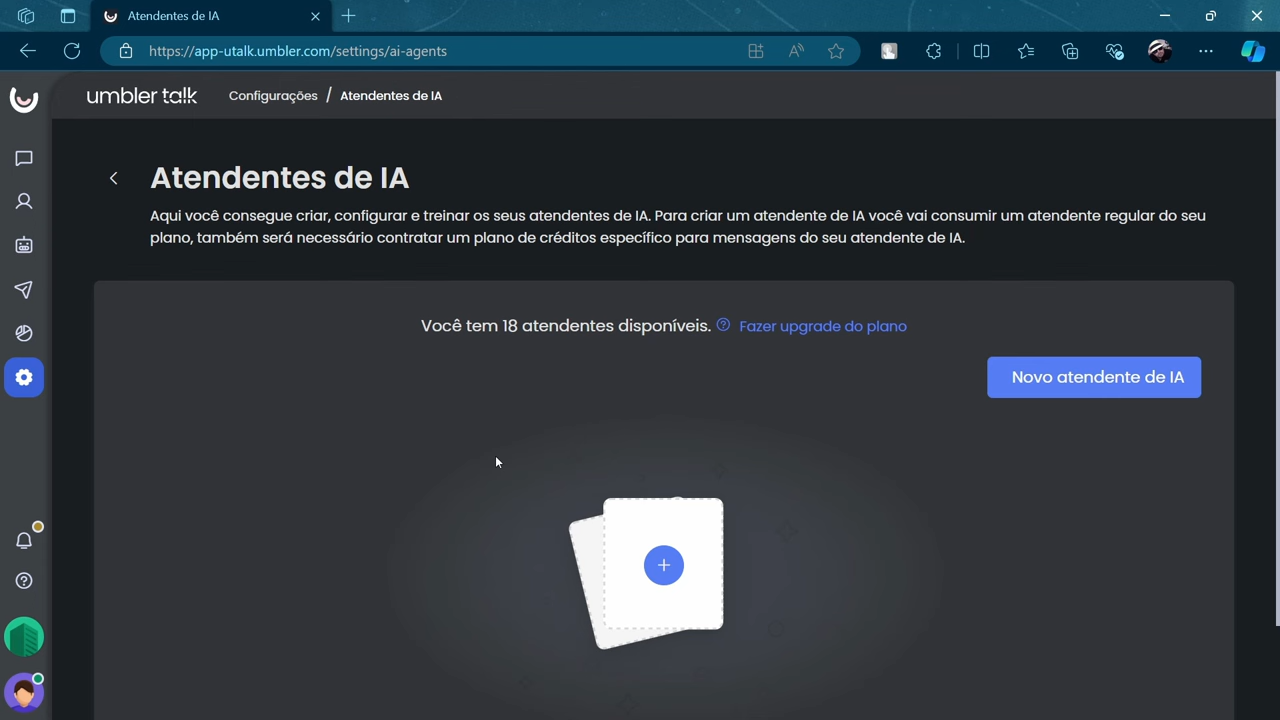 Atendentes de IA
https://app-utalk.umbler.com/settings/ai-agents
umbler talk
Configurações / Atendentes de IA
Atendentes de IA
Aqui você consegue criar, configurar e treinar os seus atendentes de IA. Para criar um atendente de IA você vai consumir um atendente regular do seu
plano, também será necessário contratar um plano de créditos específico para mensagens do seu atendente de IA.
Você tem 18 atendentes disponíveis. Fazer upgrade do plano
Novo atendente de IA